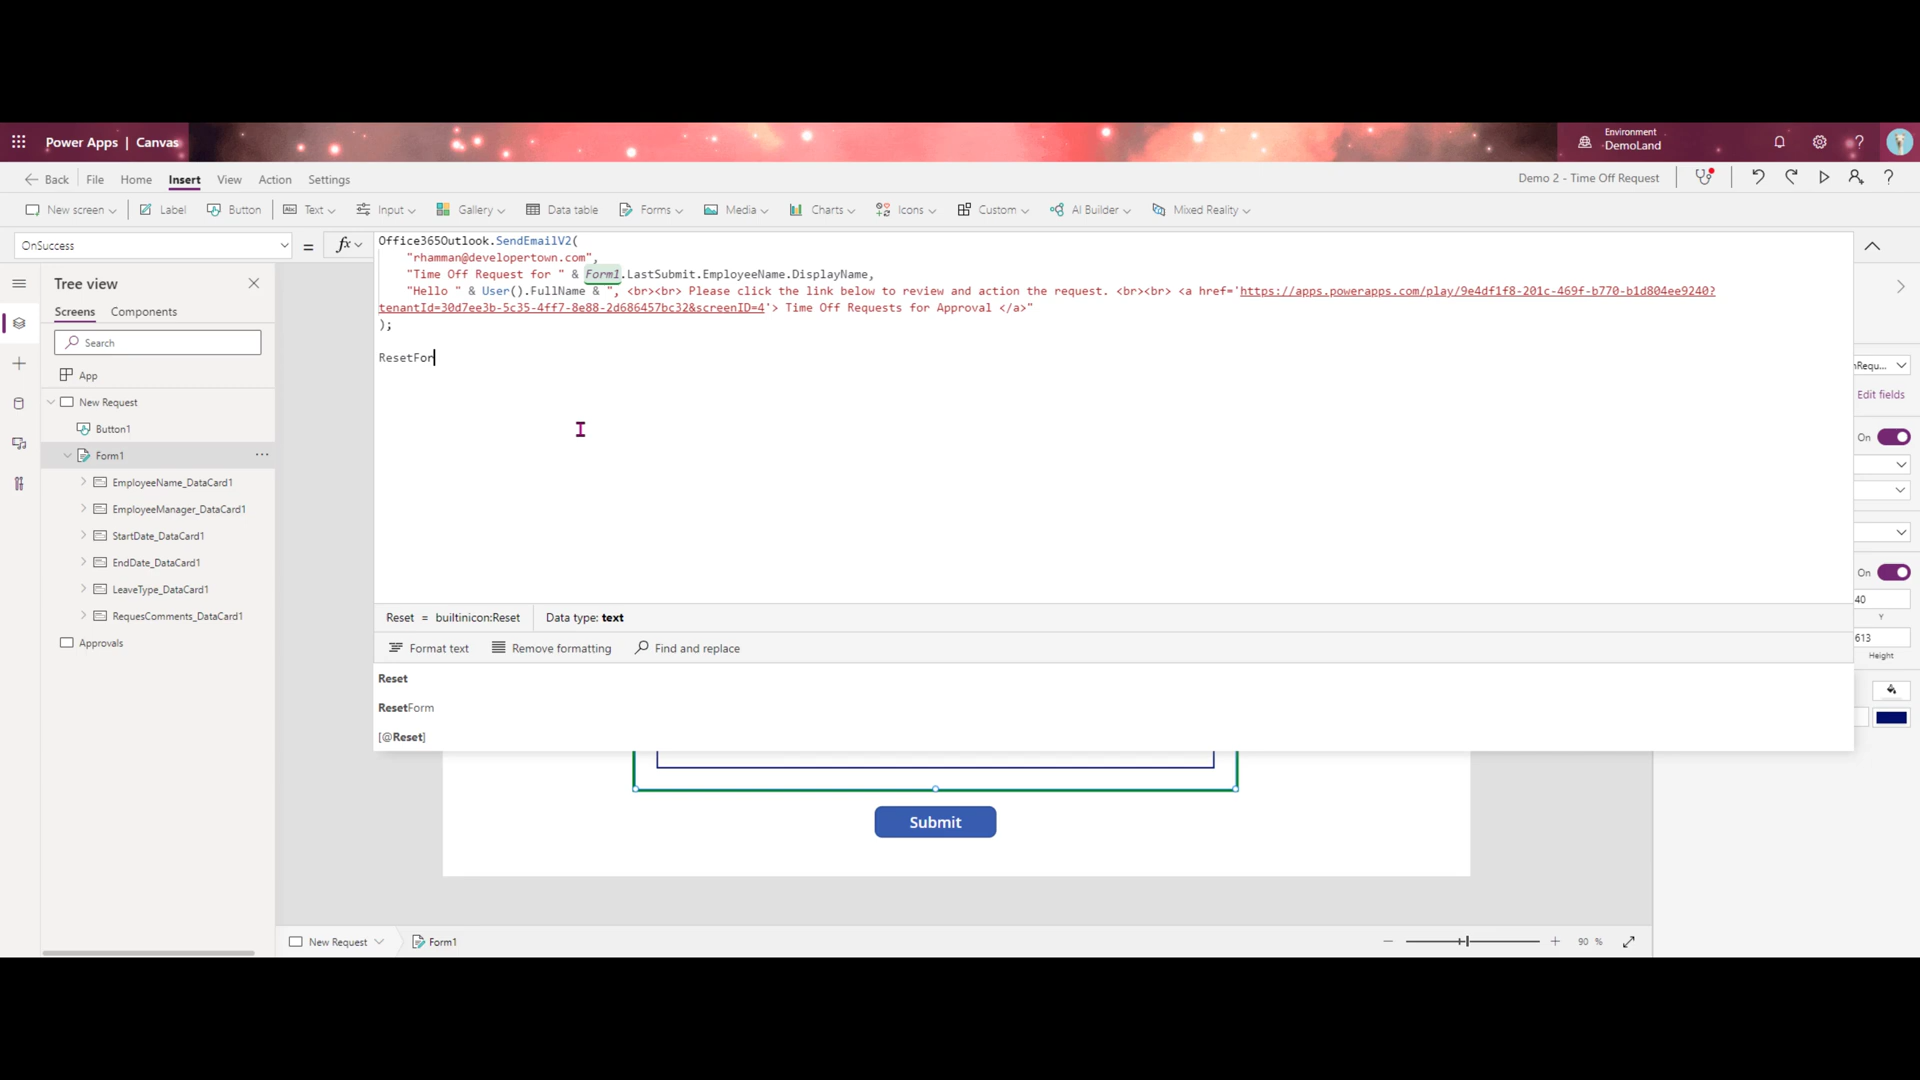 Power Apps | Canvas
Environment
DemoLand
?
Back File Home Insert View Action Settings
Demo 2 - Time Off Request
?
New screen Label Button Text Input Gallery Data table Forms Media Charts Icons Custom AI Builder Mixed Reality
OnSuccess = fx
Office365Outlook.SendEmailV2(
"rhamman@developertown.com",
"Time Off Request for " & Form1.LastSubmit.EmployeeName.DisplayName,
"Hello " & User().FullName & ", <br><br> Please click the link below to review and action the request. <br><br> <a href='https://apps.powerapps.com/play/9e4df1f8-201c-469f-b770-b1d804ee9240?
tenantId=30d7ee3b-5c35-4ff7-8e88-2d686457bc32&screenID=4'> Time Off Requests for Approval </a>"
);
ResetFor
Tree view
Screens Components
Search
App
New Request
Button1
Form1
EmployeeName_DataCard1
EmployeeManager_DataCard1
StartDate_DataCard1
EndDate_DataCard1
LeaveType_DataCard1
RequesComments_DataCard1
Approvals
Reset = builtinicon:Reset Data type: text
Format text Remove formatting Find and replace
Reset
ResetForm
[@Reset]
Submit
nRequ...
Edit fields
On
On
40
Y
613
Height
New Request Form1
90 %